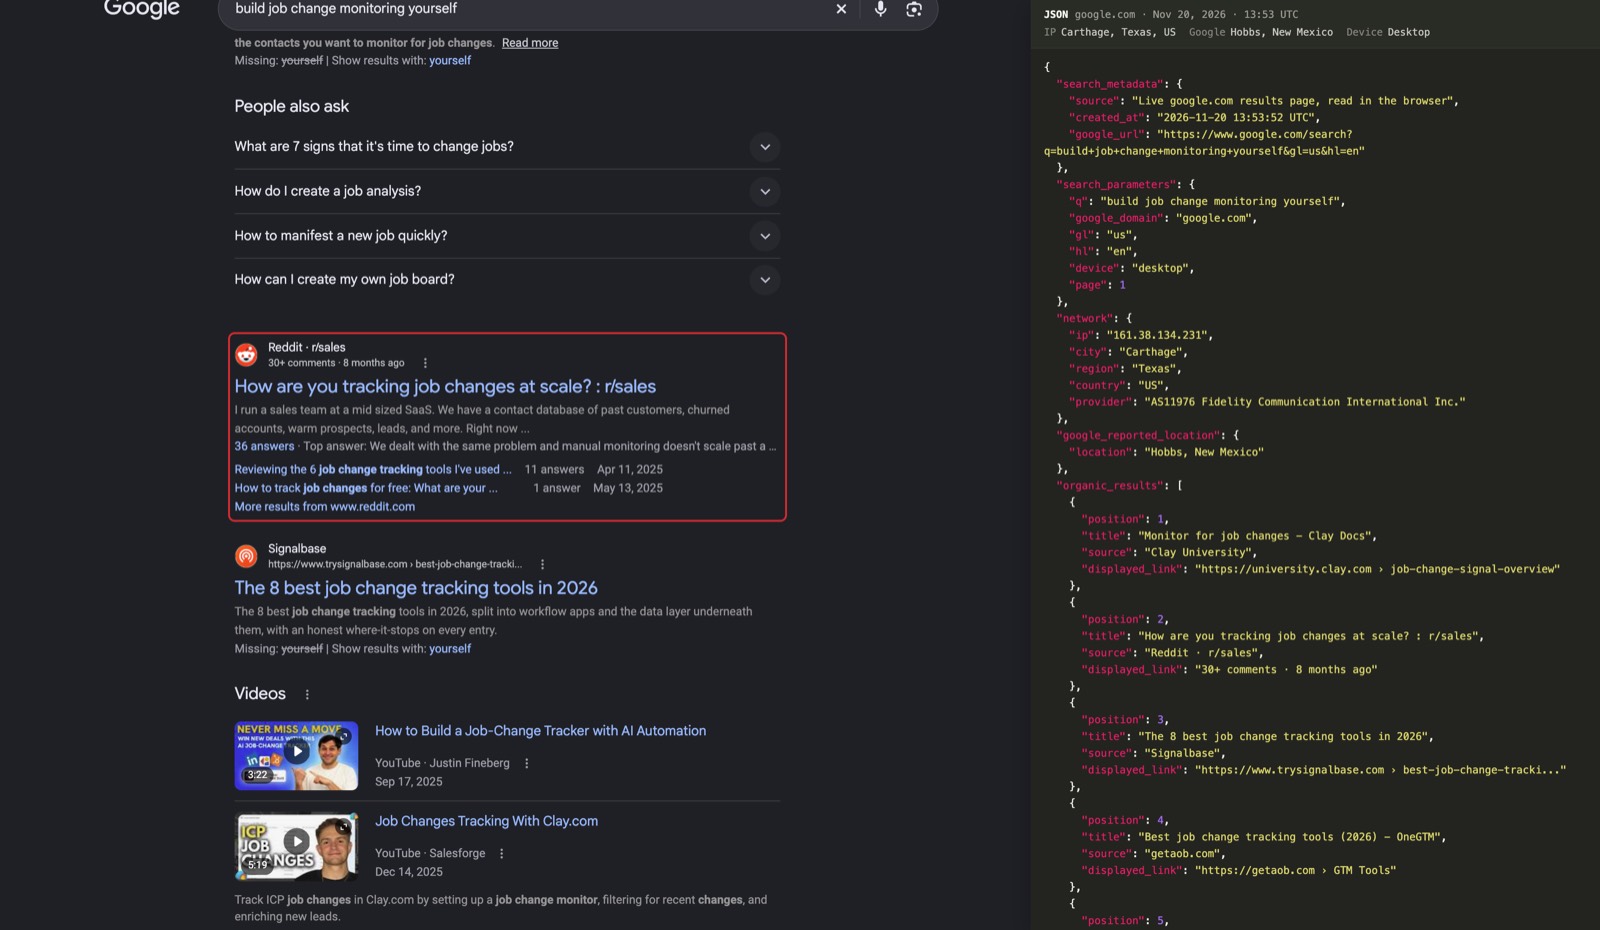 Google
build job change monitoring yourself
the contacts you want to monitor for job changes. Read more
Missing: yourself | Show results with: yourself
People also ask
What are 7 signs that it's time to change jobs?
How do I create a job analysis?
How to manifest a new job quickly?
How can I create my own job board?
Reddit · r/sales
30+ comments · 8 months ago
How are you tracking job changes at scale? : r/sales
I run a sales team at a mid sized SaaS. We have a contact database of past customers, churned
accounts, warm prospects, leads, and more. Right now ...
36 answers · Top answer: We dealt with the same problem and manual monitoring doesn't scale past a ...
Reviewing the 6 job change tracking tools I've used ... 11 answers Apr 11, 2025
How to track job changes for free: What are your ... 1 answer May 13, 2025
More results from www.reddit.com
Signalbase
https://www.trysignalbase.com › best-job-change-tracki...
The 8 best job change tracking tools in 2026
The 8 best job change tracking tools in 2026, split into workflow apps and the data layer underneath
them, with an honest where-it-stops on every entry.
Missing: yourself | Show results with: yourself
Videos
NEVER MISS A MOVE
WIN NEW DEALS WITH THIS
AI JOB-CHANGE
3:22
How to Build a Job-Change Tracker with AI Automation
YouTube · Justin Fineberg
Sep 17, 2025
ICP
JOB
CHANGES
5:19
Job Changes Tracking With Clay.com
YouTube · Salesforge
Dec 14, 2025
Track ICP job changes in Clay.com by setting up a job change monitor, filtering for recent changes, and
enriching new leads.
JSON google.com · Nov 20, 2026 · 13:53 UTC
IP Carthage, Texas, US Google Hobbs, New Mexico Device Desktop
{
"search_metadata": {
"source": "Live google.com results page, read in the browser",
"created_at": "2026-11-20 13:53:52 UTC",
"google_url": "https://www.google.com/search?
q=build+job+change+monitoring+yourself&gl=us&hl=en"
},
"search_parameters": {
"q": "build job change monitoring yourself",
"google_domain": "google.com",
"gl": "us",
"hl": "en",
"device": "desktop",
"page": 1
},
"network": {
"ip": "161.38.134.231",
"city": "Carthage",
"region": "Texas",
"country": "US",
"provider": "AS11976 Fidelity Communication International Inc."
},
"google_reported_location": {
"location": "Hobbs, New Mexico"
},
"organic_results": [
{
"position": 1,
"title": "Monitor for job changes – Clay Docs",
"source": "Clay University",
"displayed_link": "https://university.clay.com › job-change-signal-overview"
},
{
"position": 2,
"title": "How are you tracking job changes at scale? : r/sales",
"source": "Reddit · r/sales",
"displayed_link": "30+ comments · 8 months ago"
},
{
"position": 3,
"title": "The 8 best job change tracking tools in 2026",
"source": "Signalbase",
"displayed_link": "https://www.trysignalbase.com › best-job-change-tracki..."
},
{
"position": 4,
"title": "Best job change tracking tools (2026) – OneGTM",
"source": "getaob.com",
"displayed_link": "https://getaob.com › GTM Tools"
},
{
"position": 5,